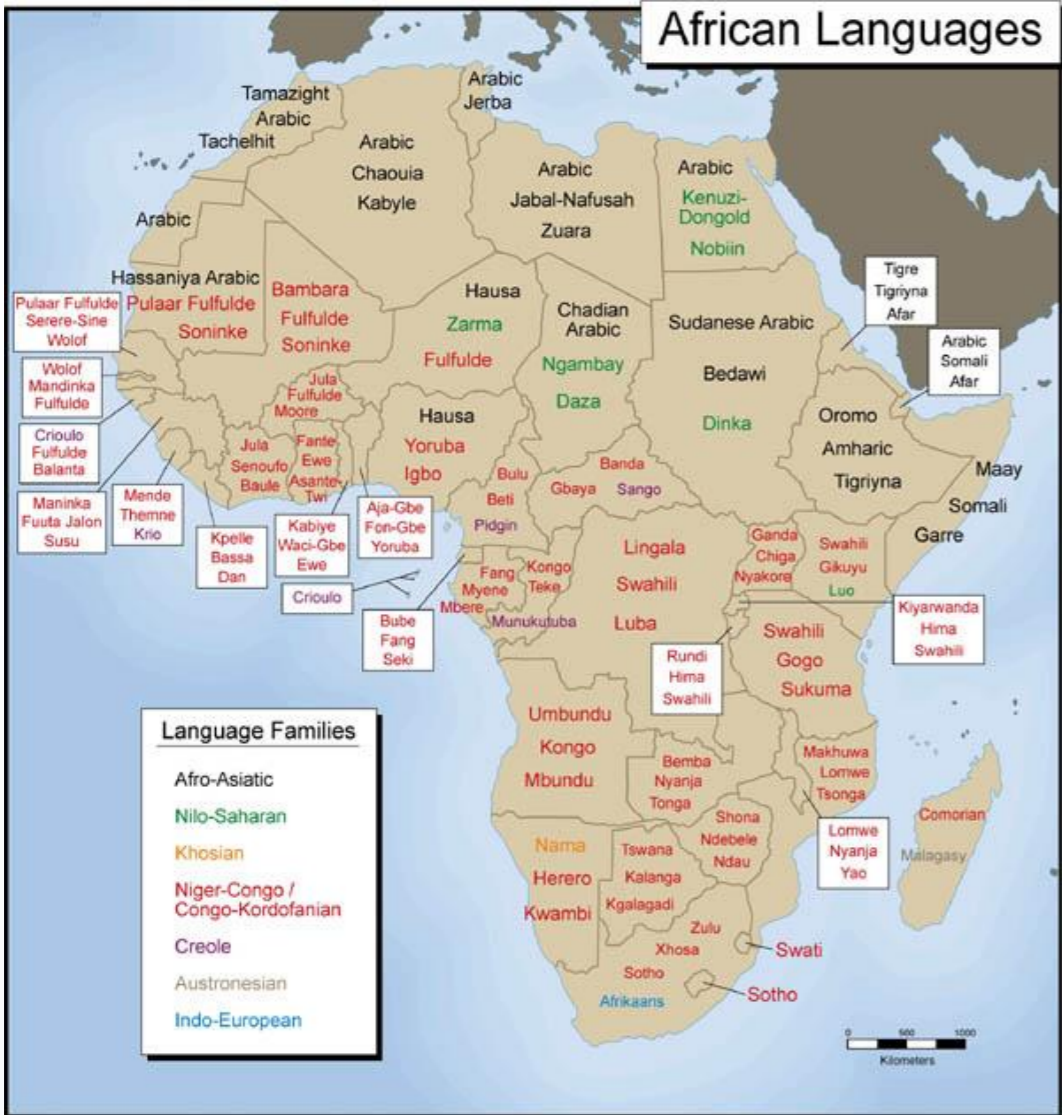 African Languages
Tamazight
Arabic
Tachelhit
Arabic
Jerba
Arabic
Chaouia
Kabyle
Arabic
Jabal-Nafusah
Zuara
Arabic
Kenuzi-
Dongold
Nobiin
Arabic
Hassaniya Arabic
Pulaar Fulfulde
Soninke
Bambara
Fulfulde
Soninke
Hausa
Zarma
Fulfulde
Chadian
Arabic
Ngambay
Daza
Sudanese Arabic
Bedawi
Dinka
Tigre
Tigriyna
Afar
Arabic
Somali
Afar
Pulaar Fulfulde
Serere-Sine
Wolof
Wolof
Mandinka
Fulfulde
Crioulo
Fulfulde
Balanta
Maninka
Fuuta Jalon
Susu
Mende
Themne
Krio
Kpelle
Bassa
Dan
Jula
Senoufo
Baule
Jula
Fulfulde
Moore
Fante
Ewe
Asante-
Twi
Kabiye
Waci-Gbe
Ewe
Aja-Gbe
Fon-Gbe
Yoruba
Hausa
Yoruba
Igbo
Bulu
Beti
Pidgin
Banda
Gbaya
Sango
Oromo
Amharic
Tigriyna
Maay
Somali
Garre
Crioulo
Bube
Fang
Seki
Fang
Myene
Mbere
Kongo
Teke
Munukutuba
Lingala
Swahili
Luba
Ganda
Chiga
Nyakore
Swahili
Gikuyu
Luo
Kiyarwanda
Hima
Swahili
Rundi
Hima
Swahili
Swahili
Gogo
Sukuma
Umbundu
Kongo
Mbundu
Bemba
Nyanja
Tonga
Makhuwa
Lomwe
Tsonga
Lomwe
Nyanja
Yao
Comorian
Malagasy
Shona
Ndebele
Ndau
Nama
Herero
Kwambi
Tswana
Kalanga
Kgalagadi
Zulu
Xhosa
Sotho
Afrikaans
Swati
Sotho
Language Families
Afro-Asiatic
Nilo-Saharan
Khosian
Niger-Congo /
Congo-Kordofanian
Creole
Austronesian
Indo-European
0 500 1000
Kilometers